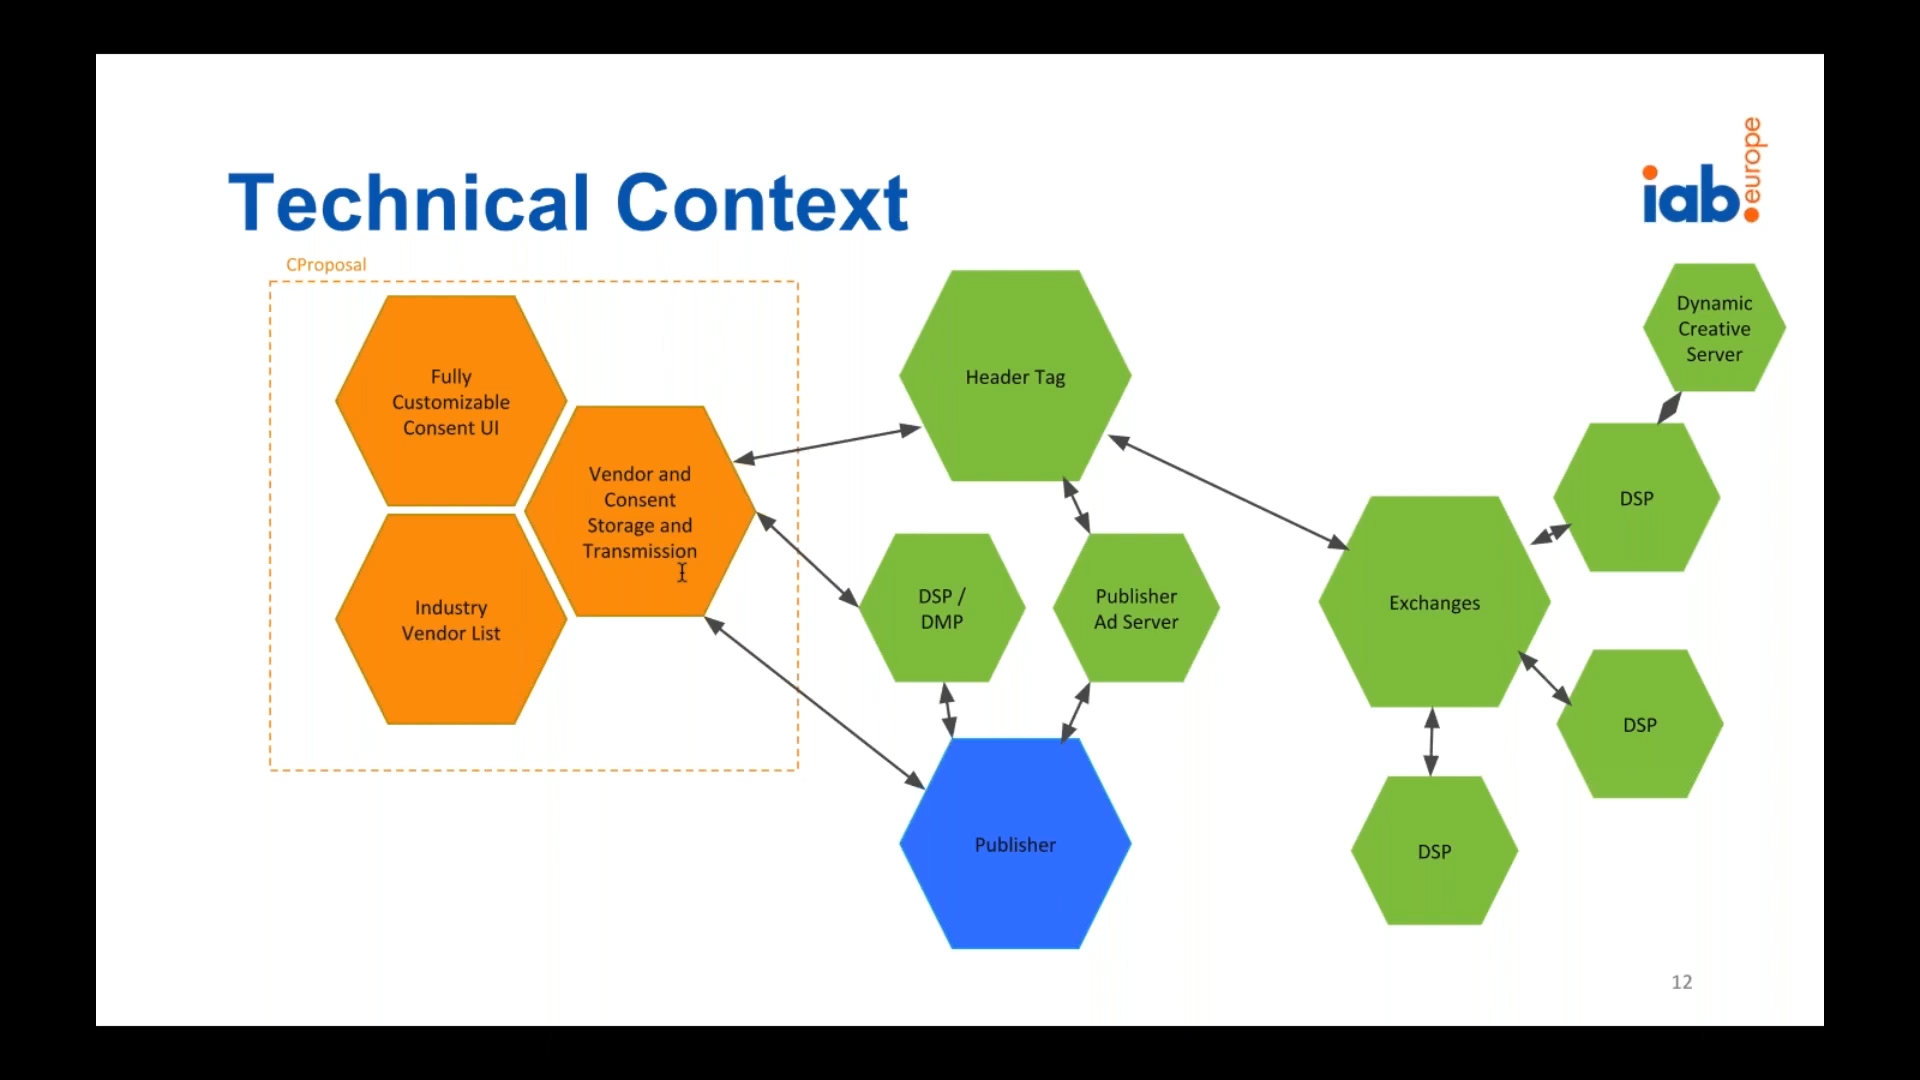 Technical Context
iab.
europe
CProposal
Fully
Customizable
Consent UI
Vendor and
Consent
Storage and
Transmission
Industry
Vendor List
Header Tag
DSP /
DMP
Publisher
Ad Server
Publisher
Exchanges
Dynamic
Creative
Server
DSP
DSP
DSP
12